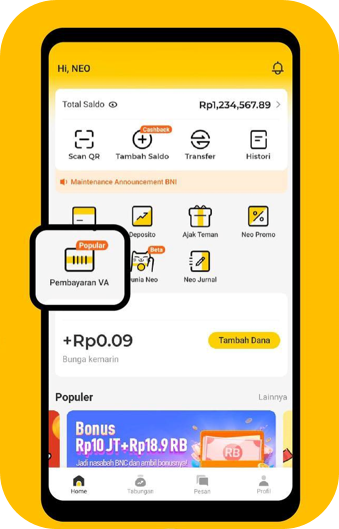 Hi, NEO
Total Saldo
Rp1,234,567.89
Cashback
Scan QR
Tambah Saldo
Transfer
Histori
Maintenance Announcement BNI
Deposito
Ajak Teman
Neo Promo
Popular
Pembayaran VA
Beta
Neo
Neo Jurnal
+Rp0.09
Tambah Dana
Bunga kemarin
Populer
Lainnya
Bonus
Rp10 JT+Rp18.9 RB
Jadi nasabah BNC dan ambil bonusnya!
RB
Home
Tabungan
Pesan
Profil